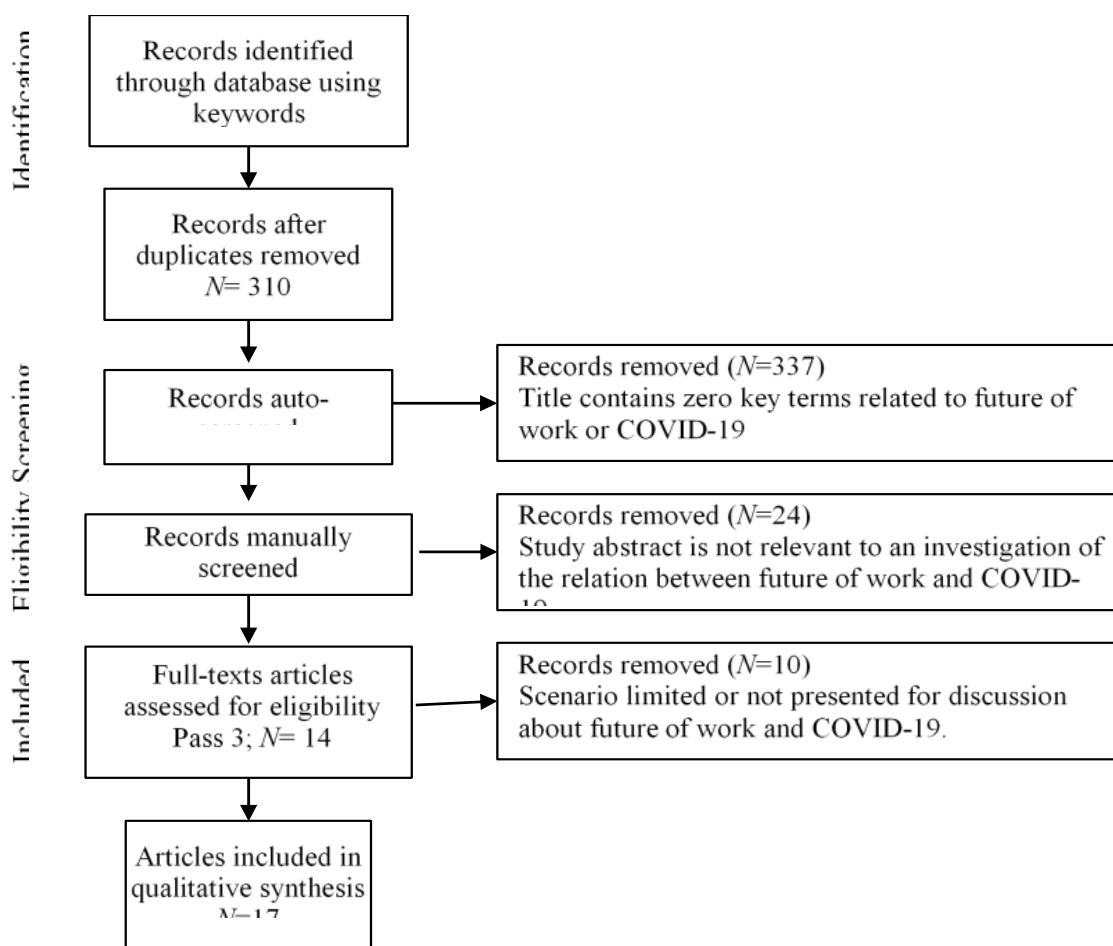 Identification
Records identified
through database using
keywords
Records after
duplicates removed
N= 310
Eligibility Screening
Records auto-
Records removed (N=337)
Title contains zero key terms related to future of
work or COVID-19
Records manually
screened
Records removed (N=24)
Study abstract is not relevant to an investigation of
the relation between future of work and COVID-
Included
Full-texts articles
assessed for eligibility
Pass 3; N= 14
Records removed (N=10)
Scenario limited or not presented for discussion
about future of work and COVID-19.
Articles included in
qualitative synthesis
N=17